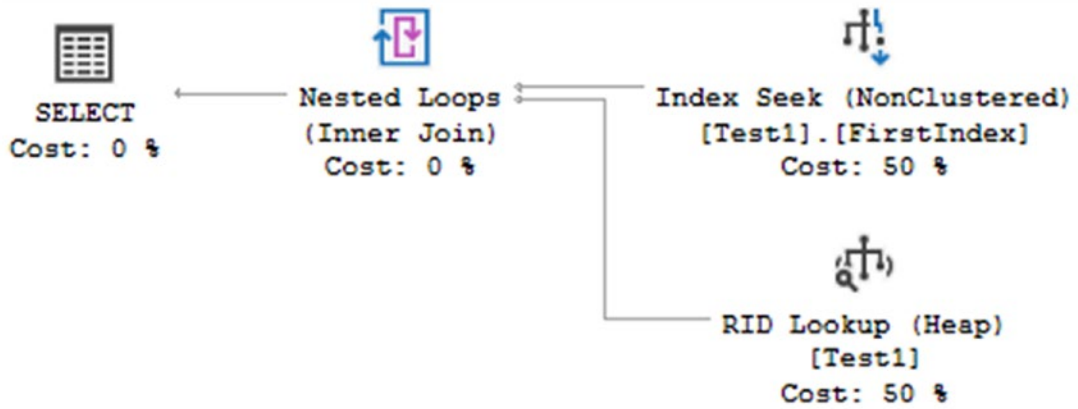 SELECT
Cost: 0 %
Nested Loops
(Inner Join)
Cost: 0 %
Index Seek (NonClustered)
[Test1].[FirstIndex]
Cost: 50 %
RID Lookup (Heap)
[Test1]
Cost: 50 %